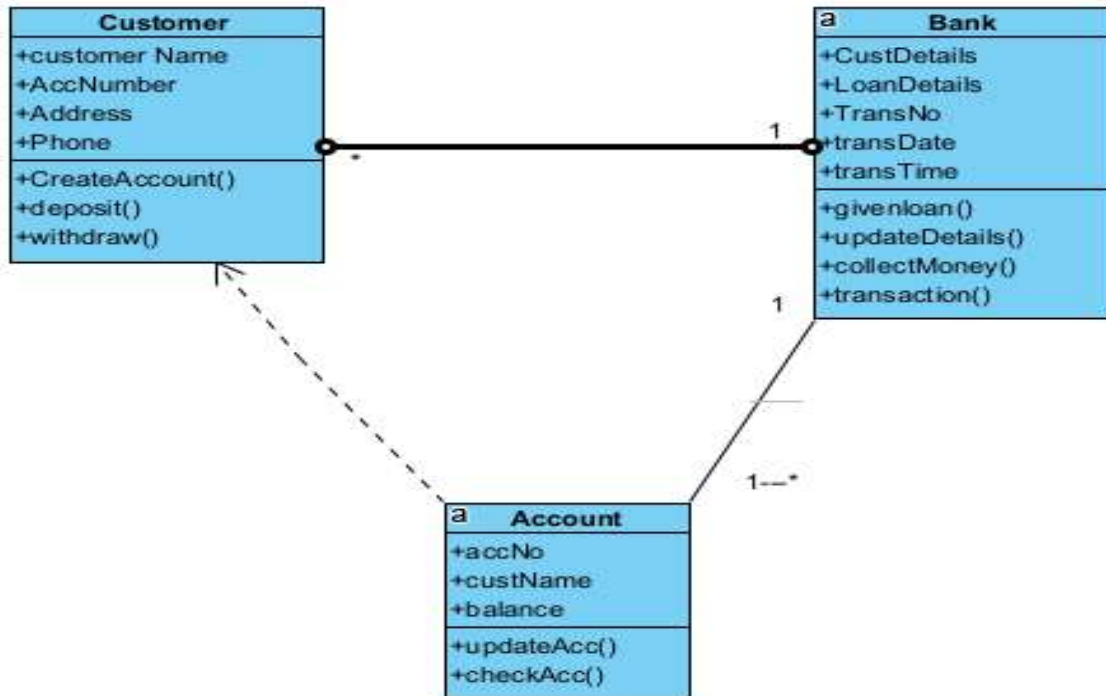 Customer
+customer Name
+AccNumber
+Address
+Phone
+CreateAccount()
+deposit()
+withdraw()
*
1
a
Bank
+CustDetails
+LoanDetails
+TransNo
+transDate
+transTime
+givenloan()
+updateDetails()
+collectMoney()
+transaction()
1
1---*
a
Account
+accNo
+custName
+balance
+updateAcc()
+checkAcc()